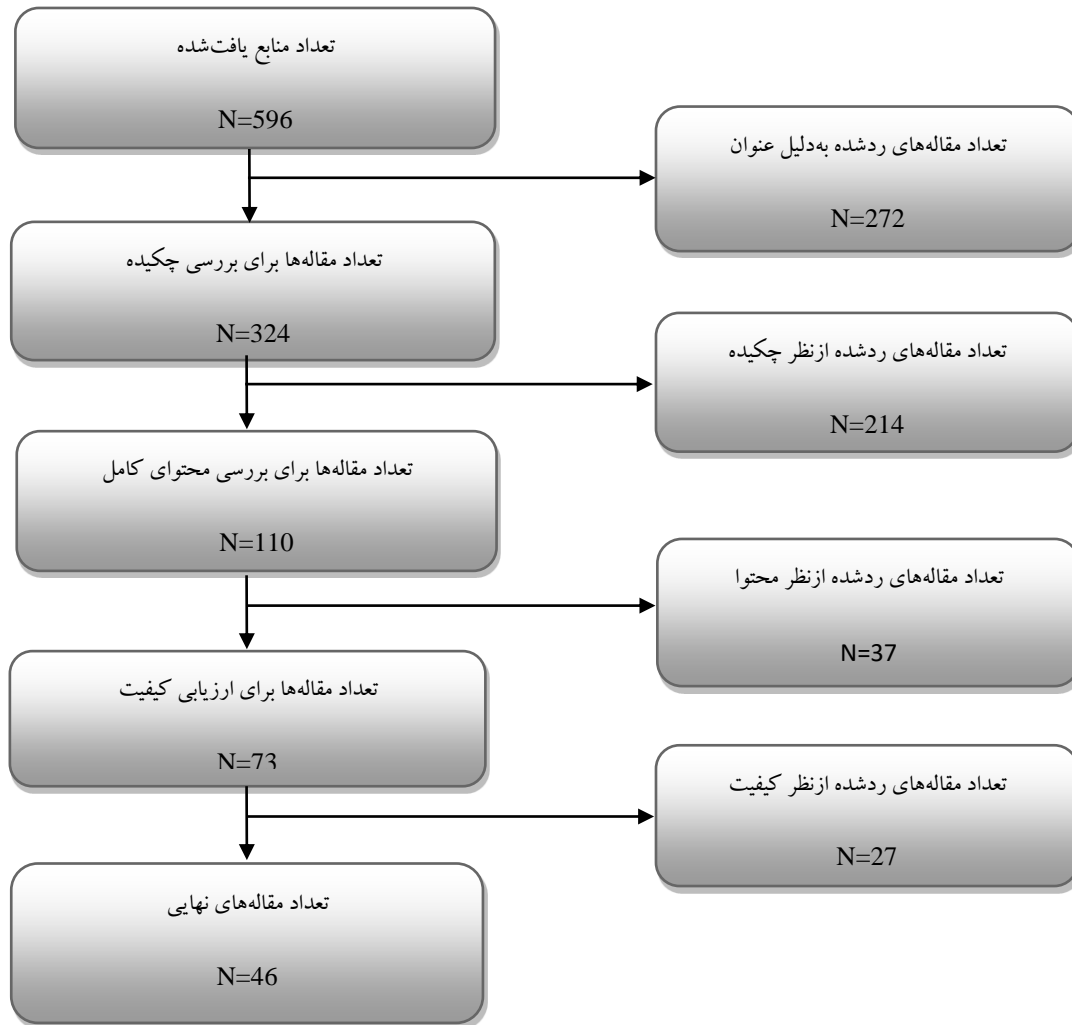 تعداد منابع یافت‌شده
N=596
تعداد مقاله‌های ردشده به‌دلیل عنوان
N=272
تعداد مقاله‌ها برای بررسی چکیده
N=324
تعداد مقاله‌های ردشده ازنظر چکیده
N=214
تعداد مقاله‌ها برای بررسی محتوای کامل
N=110
تعداد مقاله‌های ردشده ازنظر محتوا
N=37
تعداد مقاله‌ها برای ارزیابی کیفیت
N=73
تعداد مقاله‌های ردشده ازنظر کیفیت
N=27
تعداد مقاله‌های نهایی
N=46